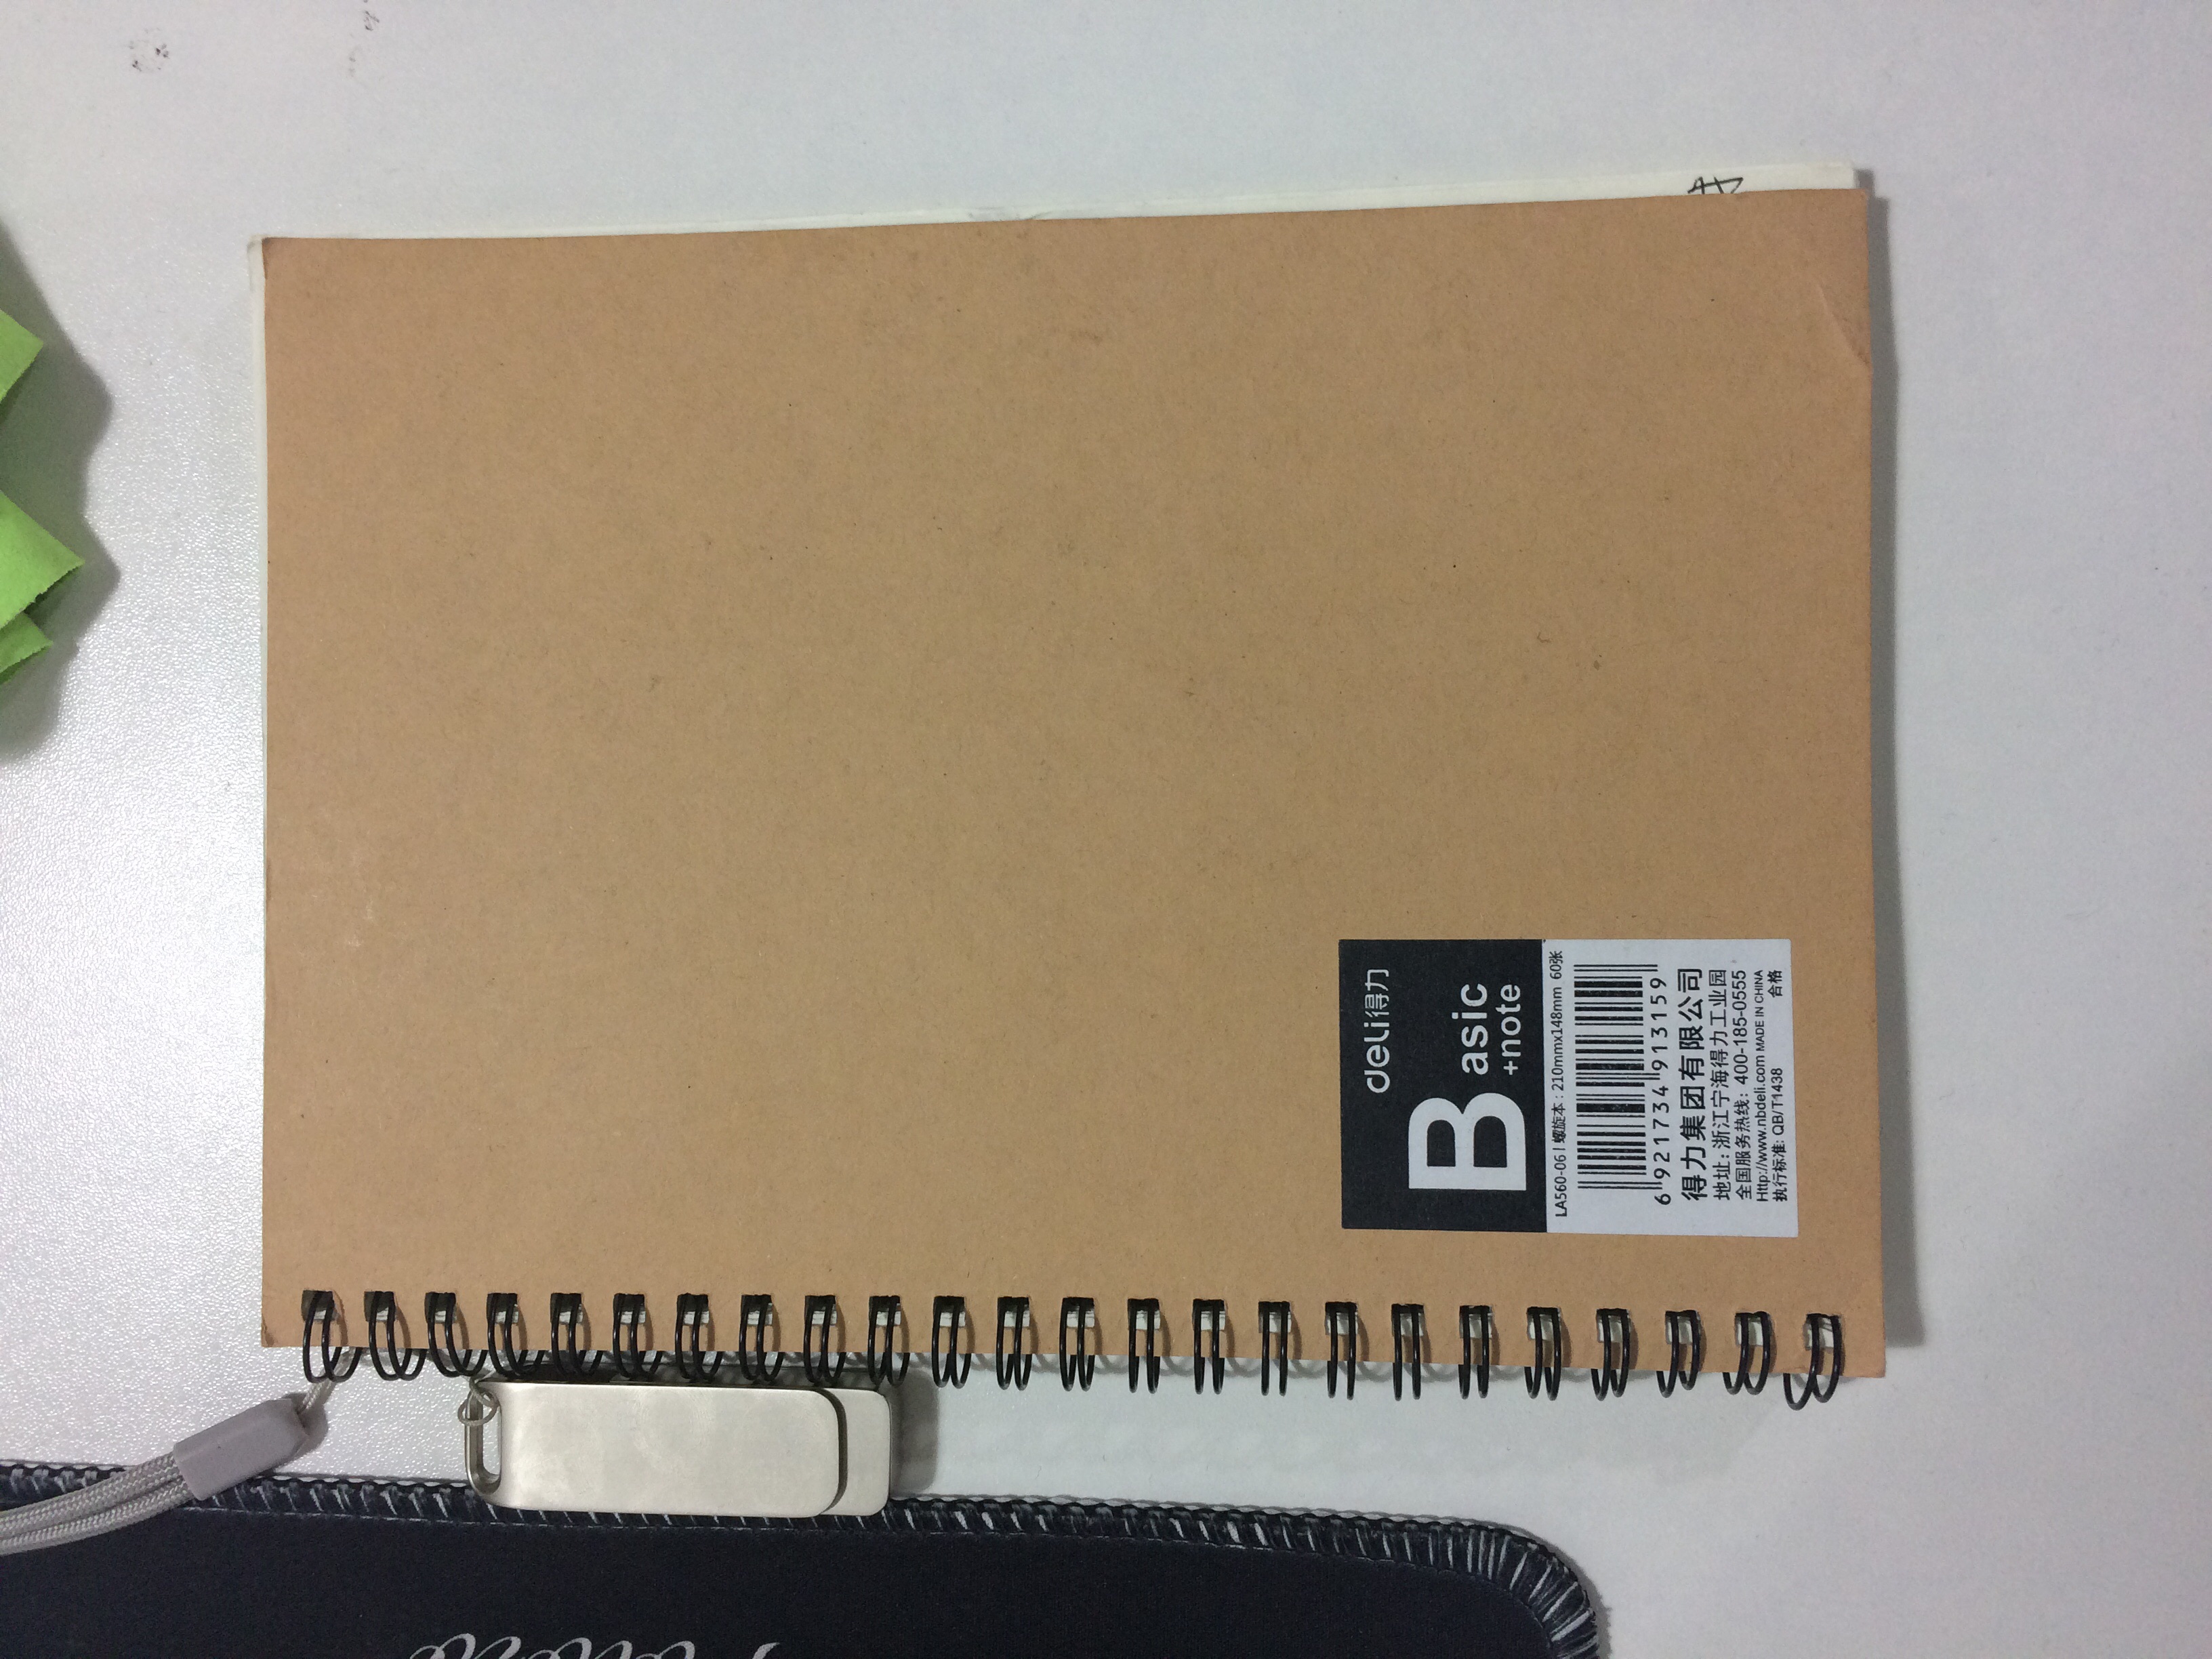 deli得力
Basic
+note
LA560-06 | 螺旋本：210mmx148mm 60张
6 921734 913159
得力集团有限公司
地址：浙江宁海得力工业园
全国服务热线：400-185-0555
Http://www.nbdeli.com MADE IN CHINA
执行标准: QB/T1438 合格